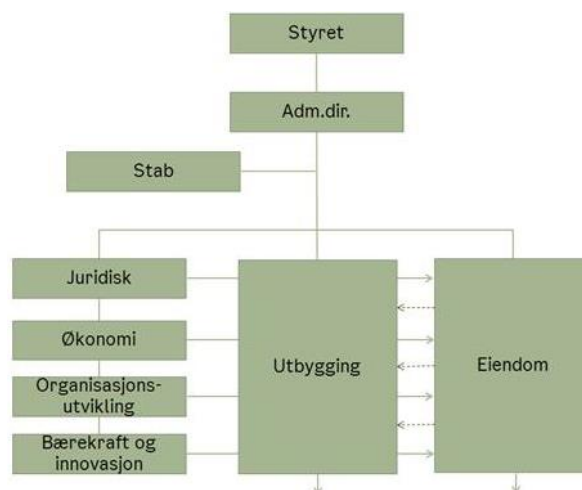 Styret
Adm.dir.
Stab
Juridisk
Økonomi
Organisasjons-
utvikling
Bærekraft og
innovasjon
Utbygging
Eiendom